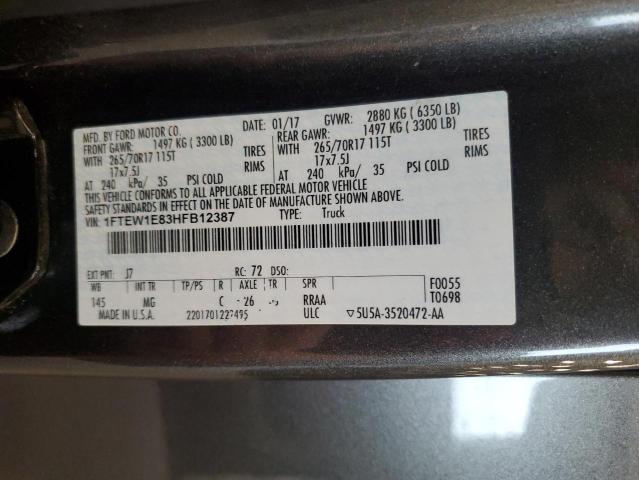 MFD. BY FORD MOTOR CO.
DATE: 01/17 GVWR: 2880 KG ( 6350 LB)
FRONT GAWR: 1497 KG ( 3300 LB)
REAR GAWR: 1497 KG ( 3300 LB)
WITH 265/70R17 115T TIRES
WITH 265/70R17 115T TIRES
17x7.5J RIMS
17x7.5J RIMS
AT 240 kPa/ 35 PSI COLD
AT 240 kPa/ 35 PSI COLD
THIS VEHICLE CONFORMS TO ALL APPLICABLE FEDERAL MOTOR VEHICLE
SAFETY STANDARDS IN EFFECT ON THE DATE OF MANUFACTURE SHOWN ABOVE.
VIN: 1FTEW1E83HFB12387 TYPE: Truck
EXT PNT: J7 RC: 72 DSO:
WB INT TR TP/PS R AXLE TR SPR
F0055
145 MG C 26 RRAA
T0698
MADE IN U.S.A. ULC ▽5U5A-3520472-AA